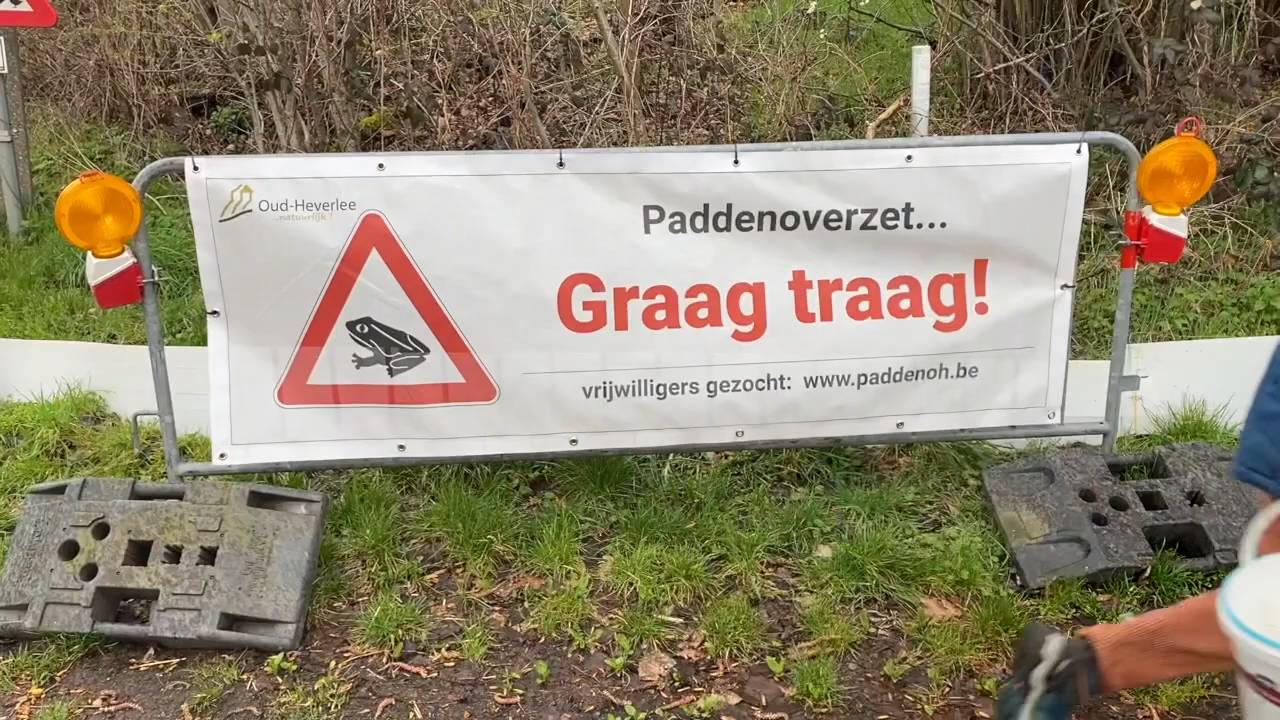 Oud-Heverlee
...natuurlijk!
Paddenoverzet...
Graag traag!
vrijwilligers gezocht: www.paddenoh.be